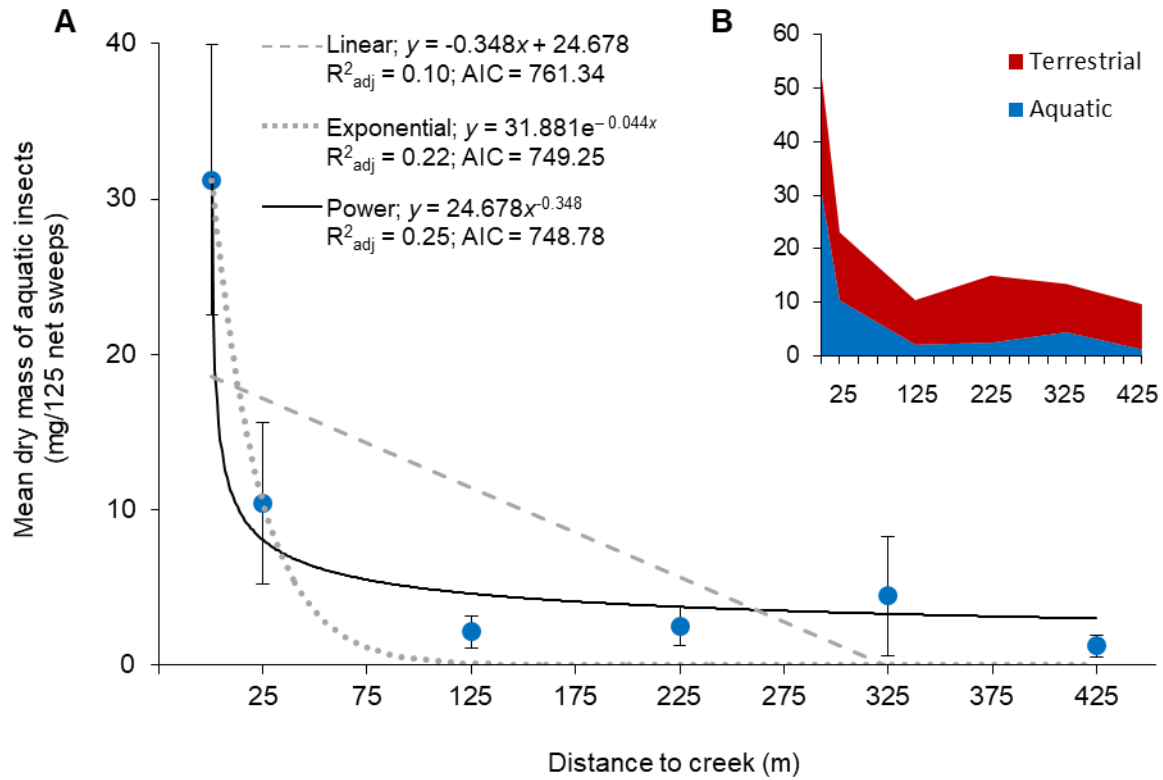 A
40
30
20
10
0
Mean dry mass of aquatic insects
(mg/125 net sweeps)
Linear; y = -0.348x + 24.678
R²adj = 0.10; AIC = 761.34
Exponential; y = 31.881e⁻ ⁰·⁰⁴⁴ˣ
R²adj = 0.22; AIC = 749.25
Power; y = 24.678x⁻⁰·³⁴⁸
R²adj = 0.25; AIC = 748.78
25 75 125 175 225 275 325 375 425
Distance to creek (m)
B
60
50
40
30
20
10
0
Terrestrial
Aquatic
25 125 225 325 425